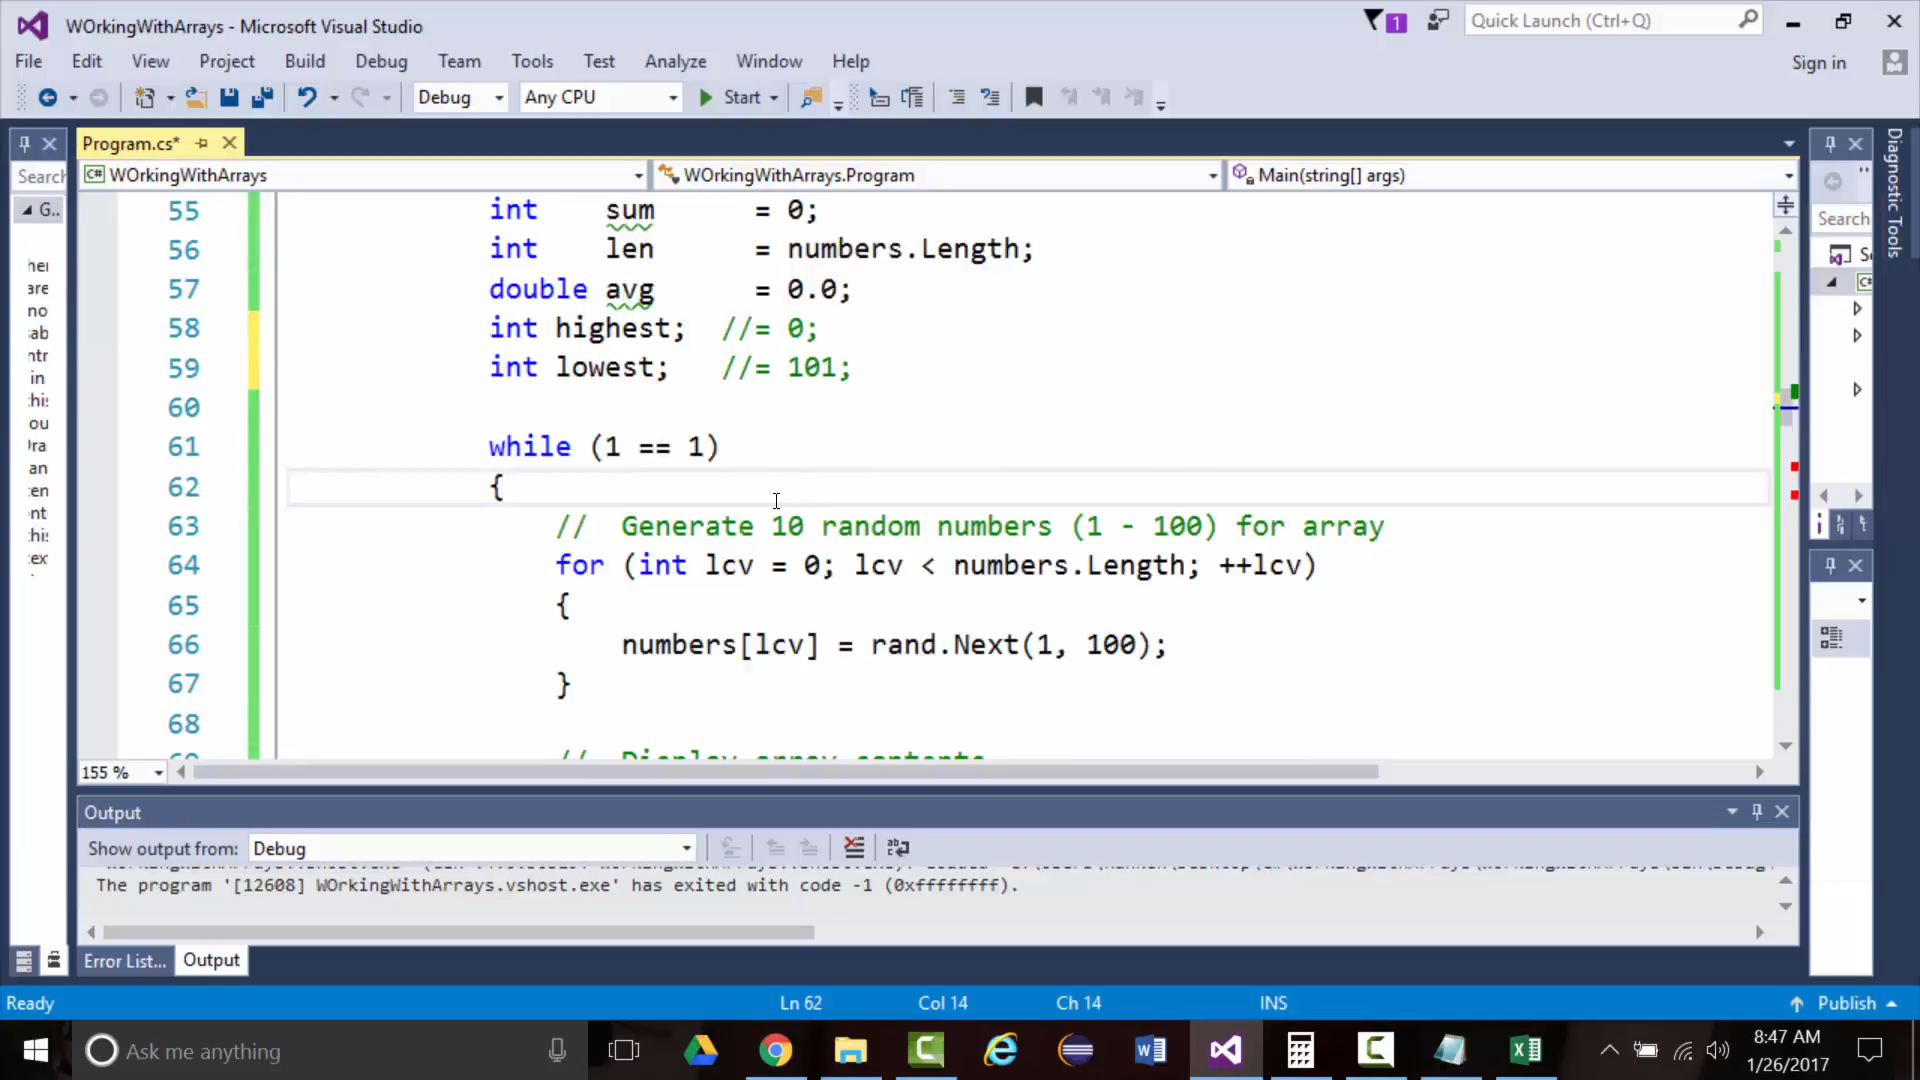 WOrkingWithArrays - Microsoft Visual Studio
1
Quick Launch (Ctrl+Q)
File Edit View Project Build Debug Team Tools Test Analyze Window Help
Sign in
Debug Any CPU Start
Program.cs*
Search
WOrkingWithArrays WOrkingWithArrays.Program Main(string[] args)
G..
Search
Diagnostic Tools
55 int sum = 0;
56 int len = numbers.Length;
57 double avg = 0.0;
58 int highest; //= 0;
59 int lowest; //= 101;
60
61 while (1 == 1)
62 {
63 // Generate 10 random numbers (1 - 100) for array
64 for (int lcv = 0; lcv < numbers.Length; ++lcv)
65 {
66 numbers[lcv] = rand.Next(1, 100);
67 }
68
// Display array contents
155 %
Output
Show output from: Debug
The program '[12608] WOrkingWithArrays.vshost.exe' has exited with code -1 (0xffffffff).
Error List... Output
Ready Ln 62 Col 14 Ch 14 INS Publish
Ask me anything
8:47 AM
1/26/2017